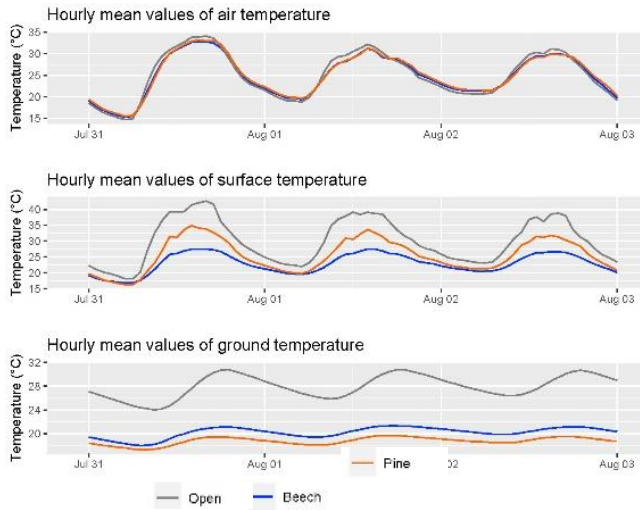 Hourly mean values of air temperature
Temperature (°C)
35
30
25
20
15
Jul 31
Aug 01
Aug 02
Aug 03
Hourly mean values of surface temperature
Temperature (°C)
40
35
30
25
20
15
Jul 31
Aug 01
Aug 02
Aug 03
Hourly mean values of ground temperature
Temperature (°C)
32
28
24
20
Jul 31
Aug 01
02
Aug 03
Pine
Open
Beech